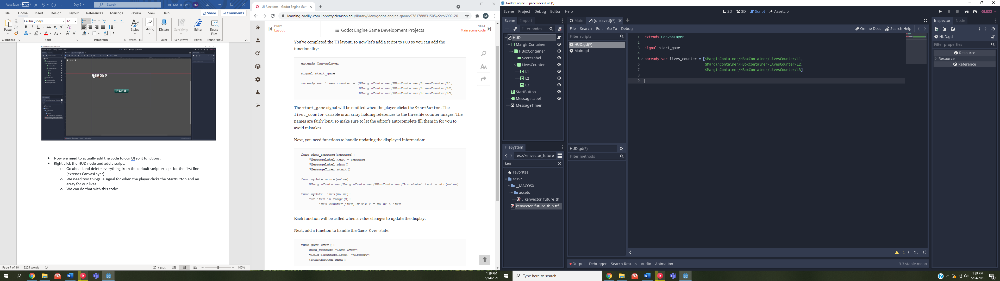 AutoSave Off Day 5 Search RE, MATTHEW J RM
File Home Insert Design Layout References Mailings Review View Help Share Comments
Calibri (Body) 12
Paste Styles Editing Dictate Sensitivity Editor Reuse Files
Clipboard Font Paragraph Styles Voice Sensitivity Editor Reuse Files
READY?
PLAY
Now we need to actually add the code to our UI so it functions.
Right click the HUD node and add a script.
Go ahead and delete everything from the default script except for the first line
(extends CanvasLayer)
We need two things: a signal for when the player clicks the StartButton and an
array for our lives.
We can do that with this code:
Page 7 of 10 2205 words Focus 100%
UI functions - Godot Engine Gam
learning-oreilly-com.libproxy.clemson.edu/library/view/godot-engine-game/9781788831505/c2cb6902-20... M
PREV
Layout
Godot Engine Game Development Projects
NEXT
Main scene code
You've completed the UI layout, so now let's add a script to HUD so you can add the
functionality:
extends CanvasLayer
signal start_game
onready var lives_counter = [$MarginContainer/HBoxContainer/LivesCounter/L1,
$MarginContainer/HBoxContainer/LivesCounter/L2,
$MarginContainer/HBoxContainer/LivesCounter/L3]
The start_game signal will be emitted when the player clicks the StartButton. The
lives_counter variable is an array holding references to the three life counter images. The
names are fairly long, so make sure to let the editor's autocomplete fill them in for you to
avoid mistakes.
Next, you need functions to handle updating the displayed information:
func show_message(message):
$MessageLabel.text = message
$MessageLabel.show()
$MessageTimer.start()
func update_score(value):
$MarginContainer/MarginContainer/HBoxContainer/ScoreLabel.text = str(value)
func update_lives(value):
for item in range(3):
lives_counter[item].visible = value > item
Each function will be called when a value changes to update the display.
Next, add a function to handle the Game Over state:
func game_over():
show_message("Game Over")
yield($MessageTimer, "timeout")
$StartButton.show()
1:39 PM
5/14/2021
Godot Engine - Space Rocks Full (*)
Scene Project Debug Editor Help 2D 3D Script AssetLib GLES3
Scene Import
Filter nodes
HUD
MarginContainer
HBoxContainer
ScoreLabel
LivesCounter
L1
L2
L3
StartButton
MessageLabel
MessageTimer
FileSystem
res://kenvector_future
ken
Favorites:
res://
__MACOSX
assets
._kenvector_future_thi
kenvector_future_thin.ttf
Main [unsaved](*)
File Search Edit Go To Debug Online Docs Search Help
Filter scripts
HUD.gd(*)
Main.gd
HUD.gd(*)
Filter methods
1 extends CanvasLayer
2
3 signal start_game
4
5 onready var lives_counter = [$MarginContainer/HBoxContainer/LivesCounter/L1,
6 $MarginContainer/HBoxContainer/LivesCounter/L2,
7 $MarginContainer/HBoxContainer/LivesCounter/L3]
8
9
1 ( 9, 1)
Output Debugger Search Results Audio Animation 3.3.stable.mono
Inspector Node
HUD.gd
Filter properties
Resource
Resource
Reference
Type here to search
1:39 PM
5/14/2021